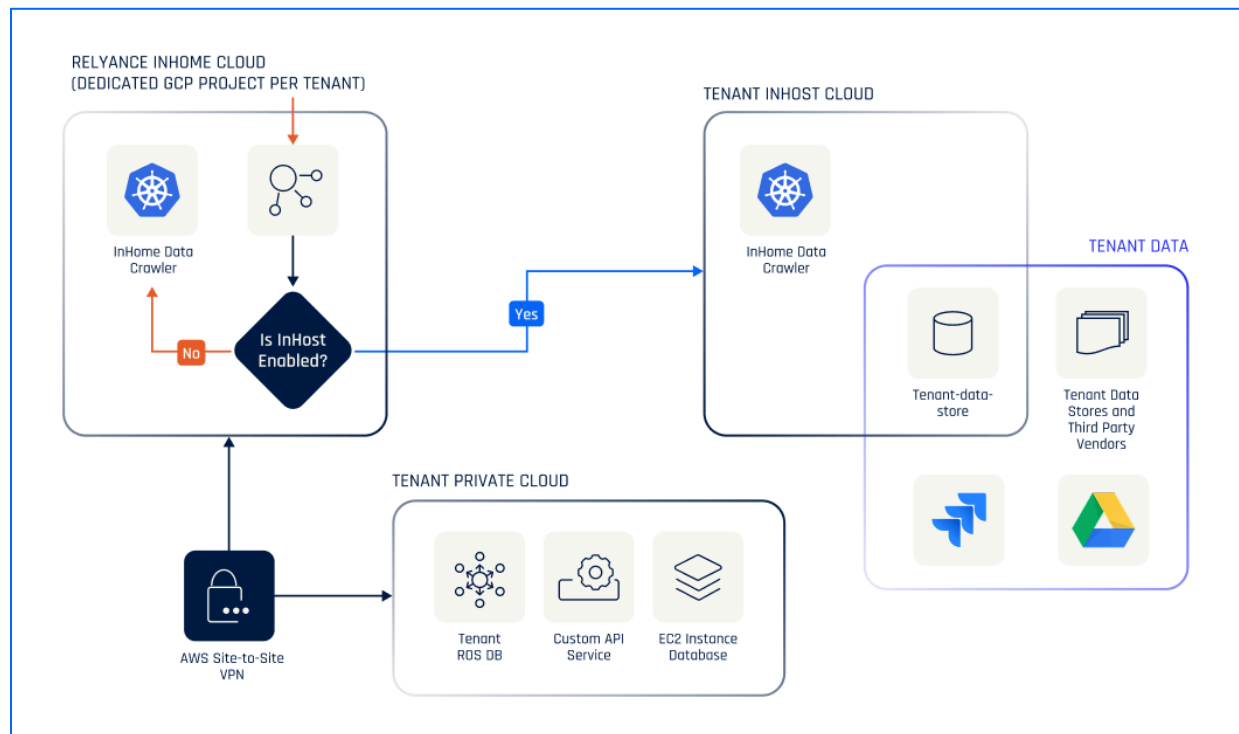 RELYANCE INHOME CLOUD
(DEDICATED GCP PROJECT PER TENANT)
InHome Data
Crawler
Is InHost
Enabled?
No
Yes
TENANT INHOST CLOUD
InHome Data
Crawler
TENANT DATA
Tenant-data-
store
Tenant Data
Stores and
Third Party
Vendors
AWS Site-to-Site
VPN
TENANT PRIVATE CLOUD
Tenant
ROS DB
Custom API
Service
EC2 Instance
Database